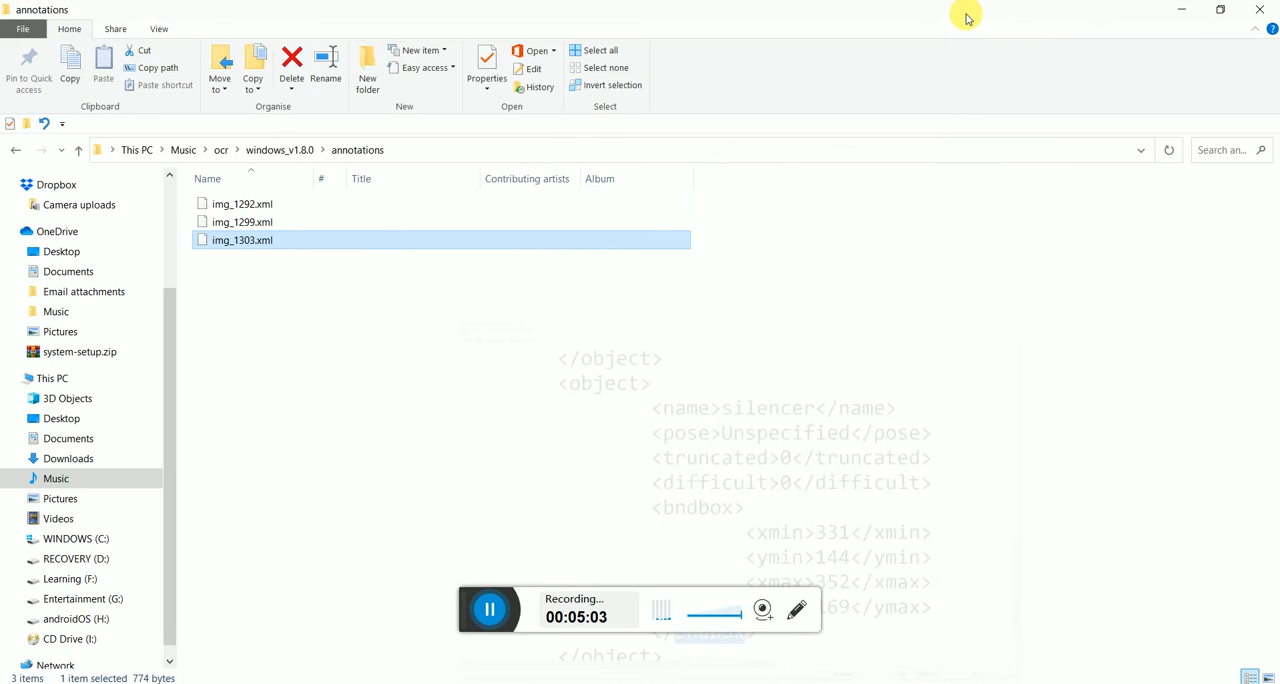 annotations
File Home Share View
Pin to Quick access
Copy
Paste
Cut
Copy path
Paste shortcut
Clipboard
Move to
Copy to
Delete
Rename
Organise
New folder
New item
Easy access
New
Properties
Open
Edit
History
Open
Select all
Select none
Invert selection
Select
This PC > Music > ocr > windows_v1.8.0 > annotations
Search an...
Name # Title Contributing artists Album
img_1292.xml
img_1299.xml
img_1303.xml
Dropbox
Camera uploads
OneDrive
Desktop
Documents
Email attachments
Music
Pictures
system-setup.zip
This PC
3D Objects
Desktop
Documents
Downloads
Music
Pictures
Videos
WINDOWS (C:)
RECOVERY (D:)
Learning (F:)
Entertainment (G:)
androidOS (H:)
CD Drive (I:)
Network
</object>
<object>
<name>silencer</name>
<pose>Unspecified</pose>
<truncated>0</truncated>
<difficult>0</difficult>
<bndbox>
<xmin>331</xmin>
<ymin>144</ymin>
<xmax>352</xmax>
169</ymax>
</object>
Recording...
00:05:03
3 items 1 item selected 774 bytes